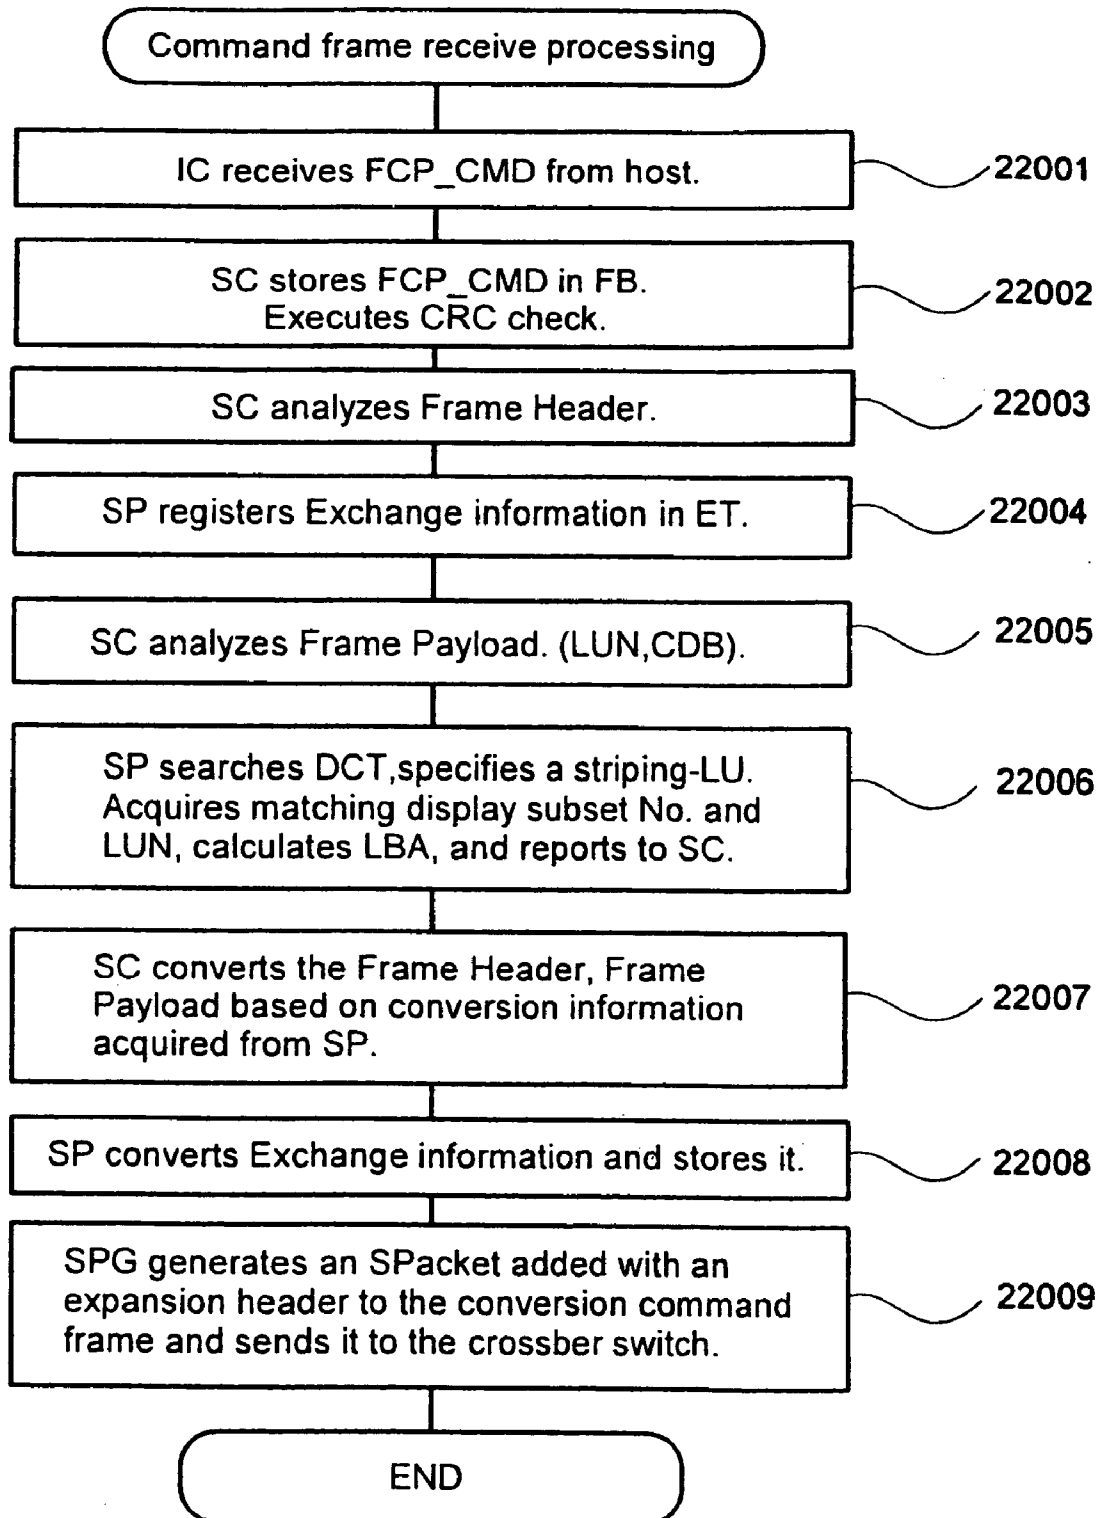 Command frame receive processing
IC receives FCP_CMD from host.
22001
SC stores FCP_CMD in FB.
Executes CRC check.
22002
SC analyzes Frame Header.
22003
SP registers Exchange information in ET.
22004
SC analyzes Frame Payload. (LUN,CDB).
22005
SP searches DCT,specifies a striping-LU.
Acquires matching display subset No. and
LUN, calculates LBA, and reports to SC.
22006
SC converts the Frame Header, Frame
Payload based on conversion information
acquired from SP.
22007
SP converts Exchange information and stores it.
22008
SPG generates an SPacket added with an
expansion header to the conversion command
frame and sends it to the crossber switch.
22009
END